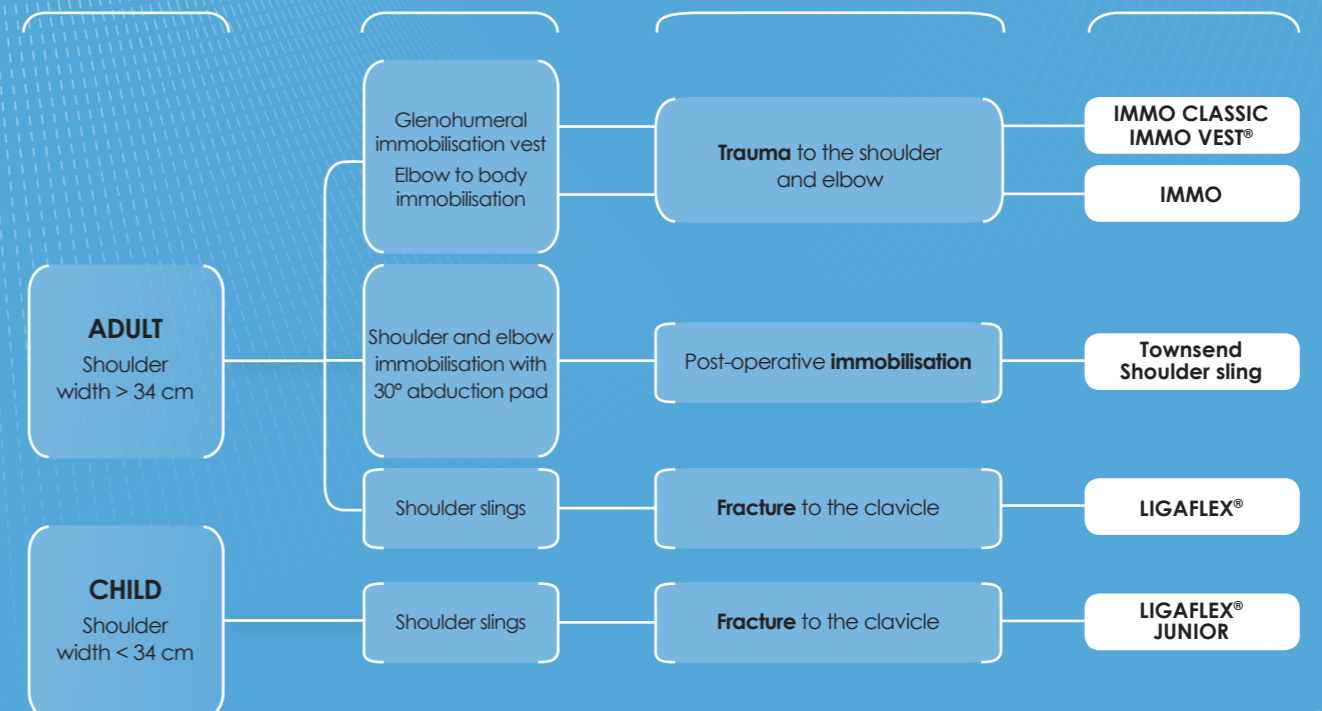 Glenohumeral
immobilisation vest
Elbow to body
immobilisation
Trauma to the shoulder
and elbow
IMMO CLASSIC
IMMO VEST®
IMMO
ADULT
Shoulder
width > 34 cm
Shoulder and elbow
immobilisation with
30° abduction pad
Post-operative immobilisation
Townsend
Shoulder sling
Shoulder slings
Fracture to the clavicle
LIGAFLEX®
CHILD
Shoulder
width < 34 cm
Shoulder slings
Fracture to the clavicle
LIGAFLEX®
JUNIOR